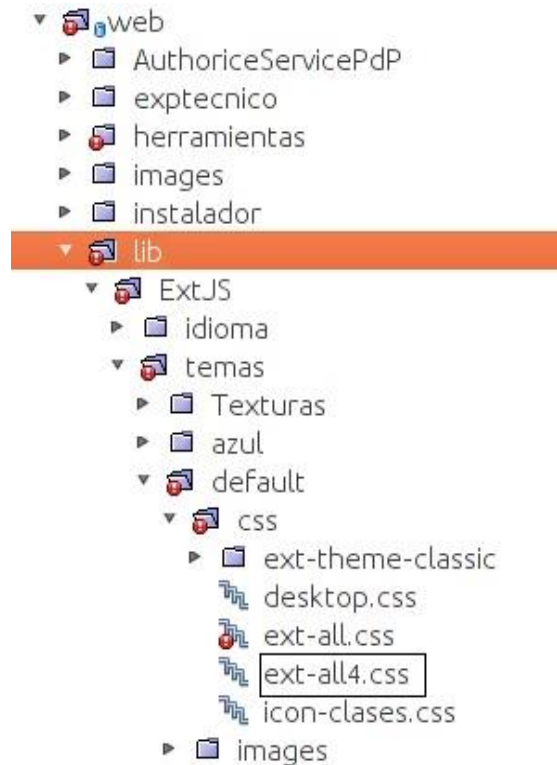 web
AuthoriceServicePdP
exptecnico
herramientas
images
instalador
lib
ExtJS
idioma
temas
Texturas
azul
default
css
ext-theme-classic
desktop.css
ext-all.css
ext-all4.css
icon-clases.css
images